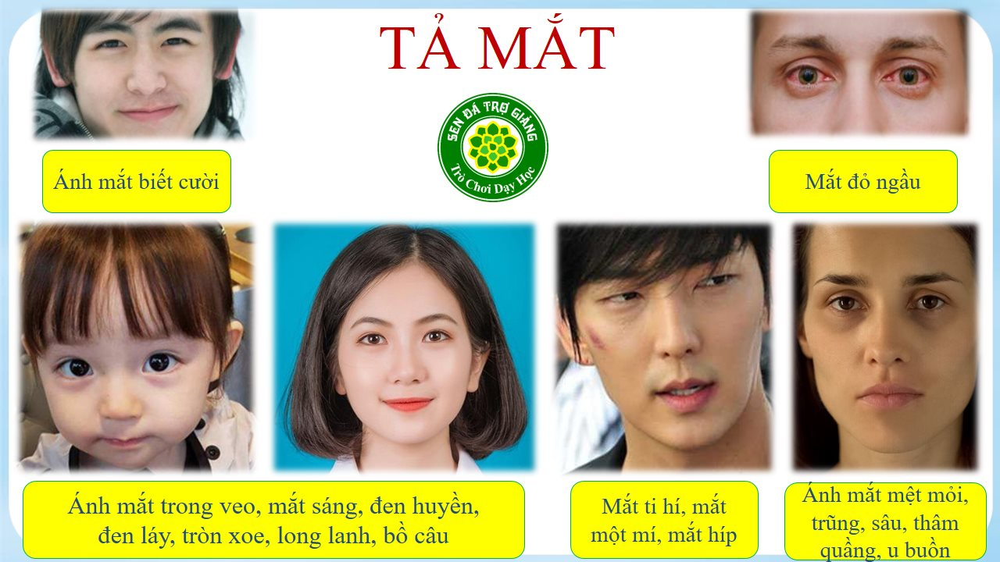 TẢ MẮT
SEN ĐÁ TRỢ GIẢNG
Trò Chơi Dạy Học
Ánh mắt biết cười
Mắt đỏ ngầu
Ánh mắt trong veo, mắt sáng, đen huyền,
đen láy, tròn xoe, long lanh, bồ câu
Mắt ti hí, mắt
một mí, mắt híp
Ánh mắt mệt mỏi,
trũng, sâu, thâm
quầng, u buồn